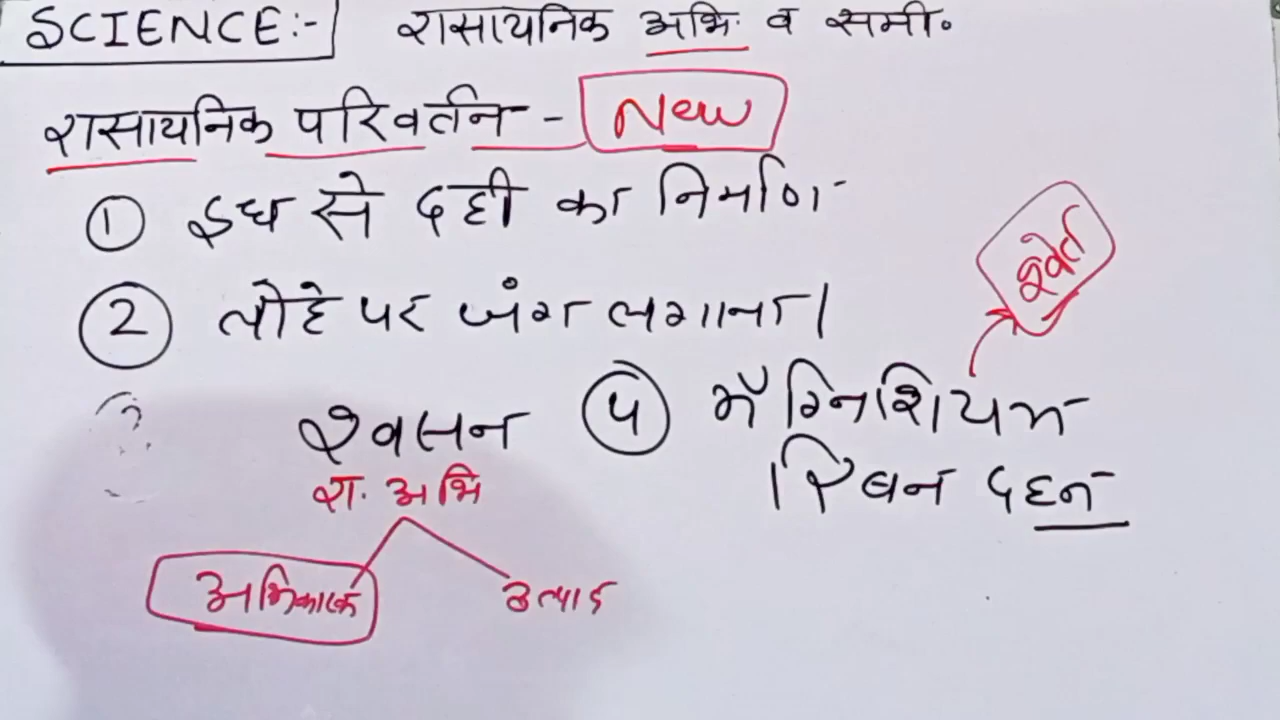 SCIENCE:- रासायनिक अभि. व समी.
रासायनिक परिवर्तन - New
① दूध से दही का निर्माण
② लोहे पर जंग लगाना।
श्वेत
3 श्वसन
④ मैग्निशियम
रिबन दहन
रा. अभि
अभिकारक उत्पाद